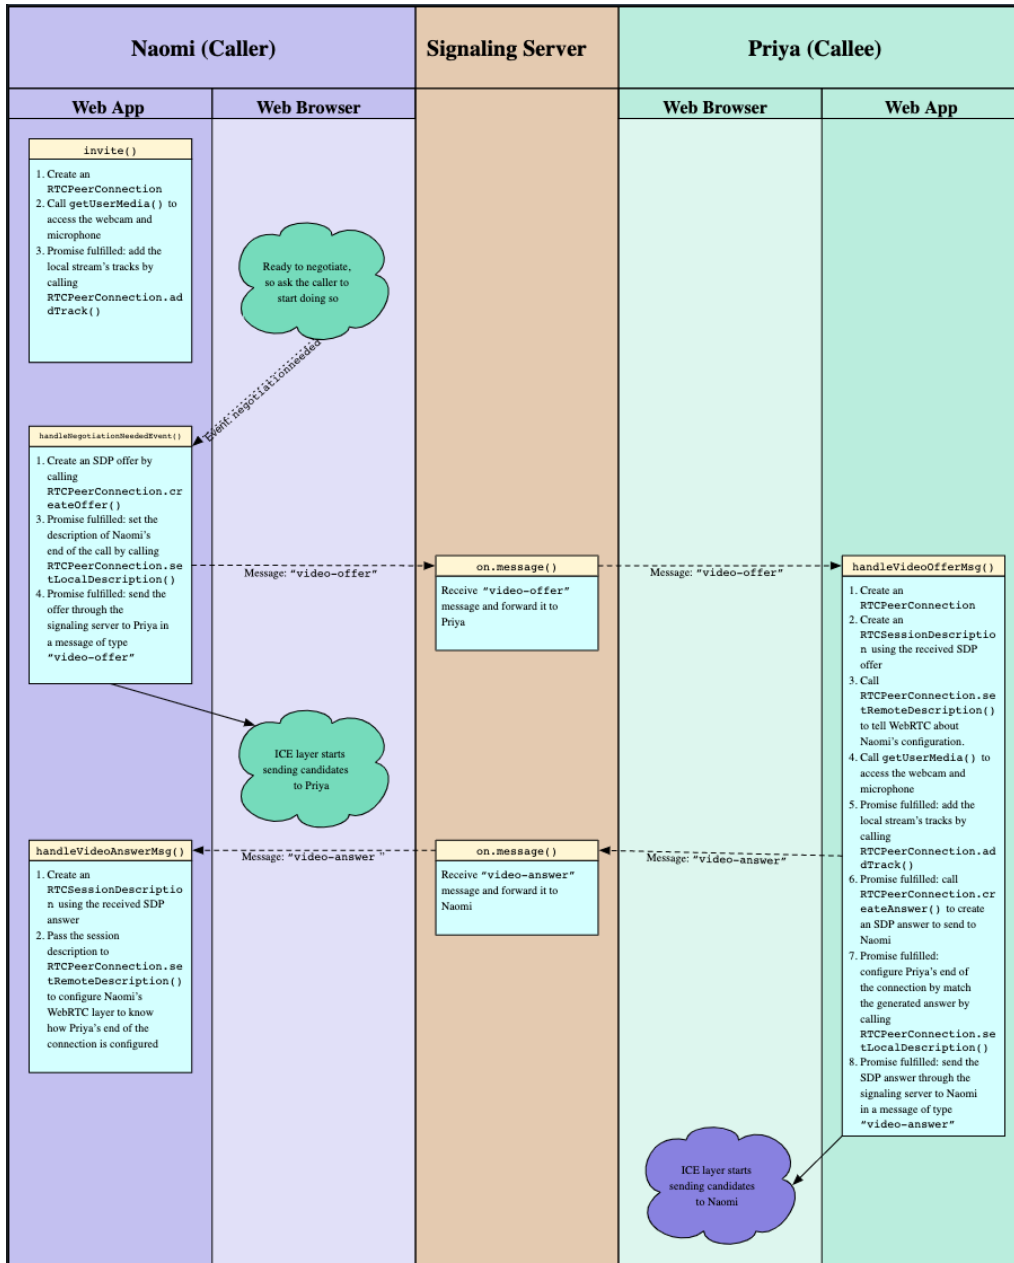 Naomi (Caller)
Signaling Server
Priya (Callee)
Web App
Web Browser
Web Browser
Web App
invite()
1. Create an
RTCPeerConnection
2. Call getUserMedia() to
access the webcam and
microphone
3. Promise fulfilled: add the
local stream's tracks by
calling
RTCPeerConnection.ad
dTrack()
Ready to negotiate,
so ask the caller to
start doing so
Event: negotiationneeded
handleNegotiationNeededEvent()
1. Create an SDP offer by
calling
RTCPeerConnection.cr
eateOffer()
3. Promise fulfilled: set the
description of Naomi's
end of the call by calling
RTCPeerConnection.se
tLocalDescription()
4. Promise fulfilled: send the
offer through the
signaling server to Priya in
a message of type
"video-offer"
Message: "video-offer"
on.message()
Receive "video-offer"
message and forward it to
Priya
Message: "video-offer"
handleVideoOfferMsg()
1. Create an
RTCPeerConnection
2. Create an
RTCSessionDescriptio
n using the received SDP
offer
3. Call
RTCPeerConnection.se
tRemoteDescription()
to tell WebRTC about
Naomi's configuration.
4. Call getUserMedia() to
access the webcam and
microphone
5. Promise fulfilled: add the
local stream's tracks by
calling
RTCPeerConnection.ad
dTrack()
6. Promise fulfilled: call
RTCPeerConnection.cr
eateAnswer() to create
an SDP answer to send to
Naomi
7. Promise fulfilled:
configure Priya's end of
the connection by match
the generated answer by
calling
RTCPeerConnection.se
tLocalDescription()
8. Promise fulfilled: send the
SDP answer through the
signaling server to Naomi
in a message of type
"video-answer"
ICE layer starts
sending candidates
to Priya
Message: "video-answer"
on.message()
Receive "video-answer"
message and forward it to
Naomi
Message: "video-answer "
handleVideoAnswerMsg()
1. Create an
RTCSessionDescriptio
n using the received SDP
answer
2. Pass the session
description to
RTCPeerConnection.se
tRemoteDescription()
to configure Naomi's
WebRTC layer to know
how Priya's end of the
connection is configured
ICE layer starts
sending candidates
to Naomi